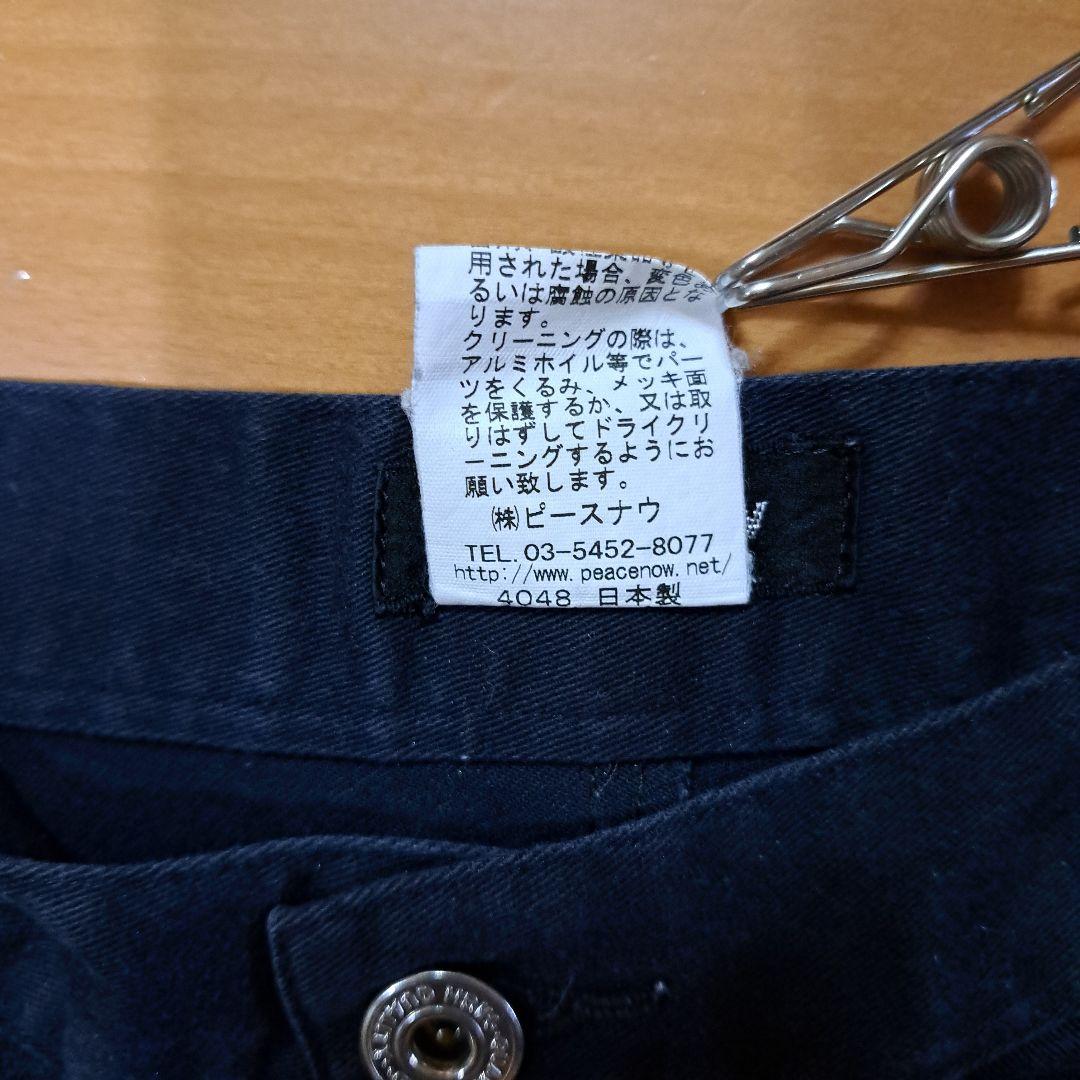 用された場合、変色あ
るいは腐蝕の原因とな
ります。
クリーニングの際は、
アルミホイル等でパー
ツをくるみ、メッキ面
を保護するか、又は取
りはずしてドライクリ
ーニングするようにお
願い致します。
㈱ピースナウ
TEL. 03-5452-8077
http://www.peacenow.net/
4048 日本製